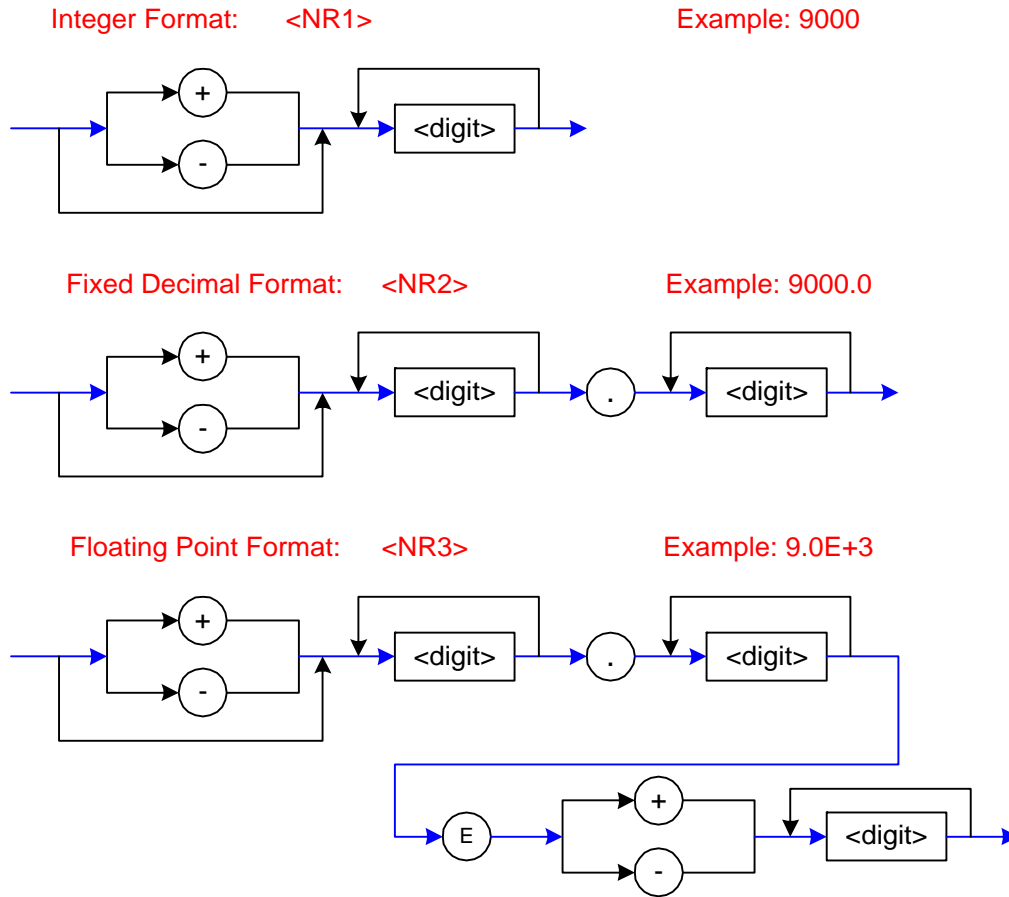 Integer Format: <NR1> Example: 9000
+
<digit>
-
Fixed Decimal Format: <NR2> Example: 9000.0
+
<digit> . <digit>
-
Floating Point Format: <NR3> Example: 9.0E+3
+
<digit> . <digit>
-
+
E <digit>
-